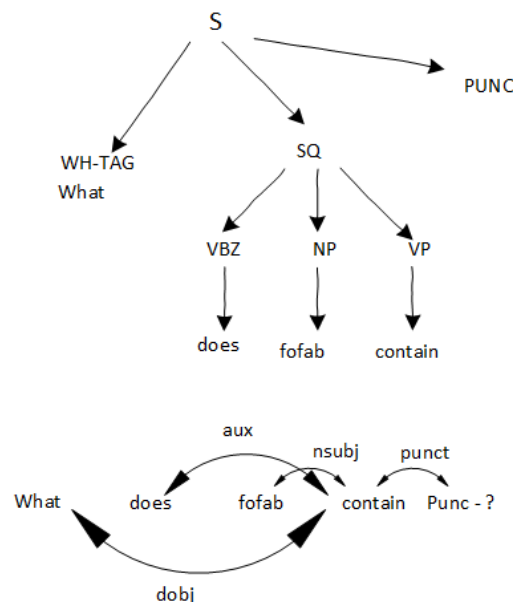 S
PUNC
WH-TAG
What
SQ
VBZ NP VP
does fofab contain
aux
nsubj punct
What does fofab contain Punc - ?
dobj